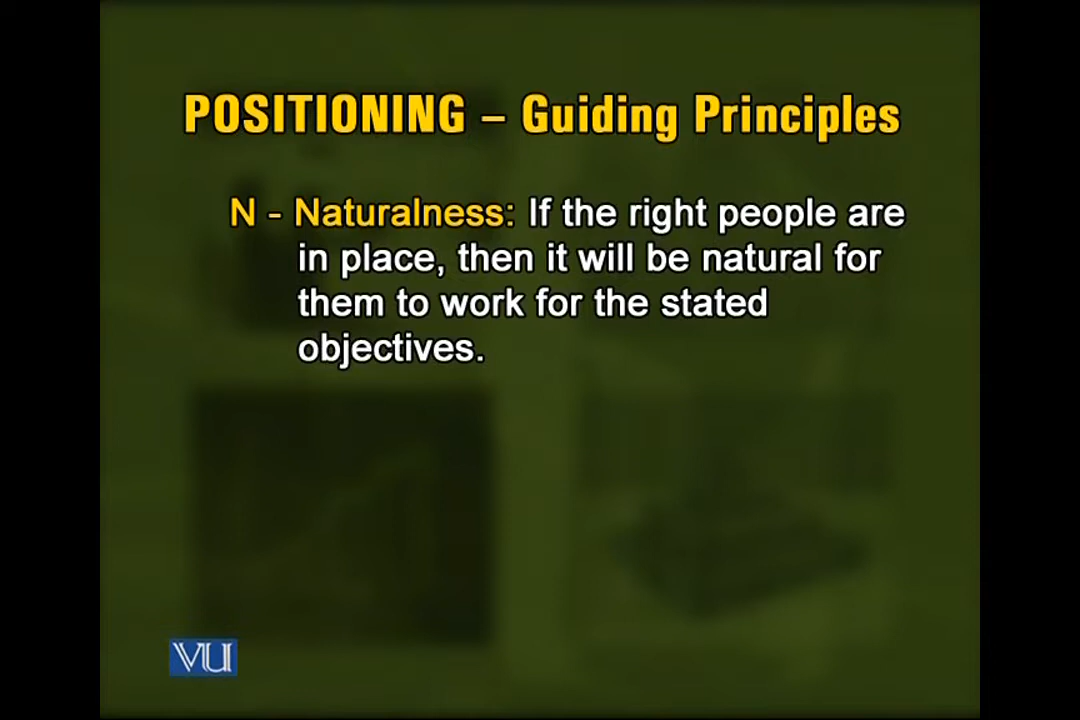 POSITIONING – Guiding Principles
N - Naturalness: If the right people are
in place, then it will be natural for
them to work for the stated
objectives.
VU